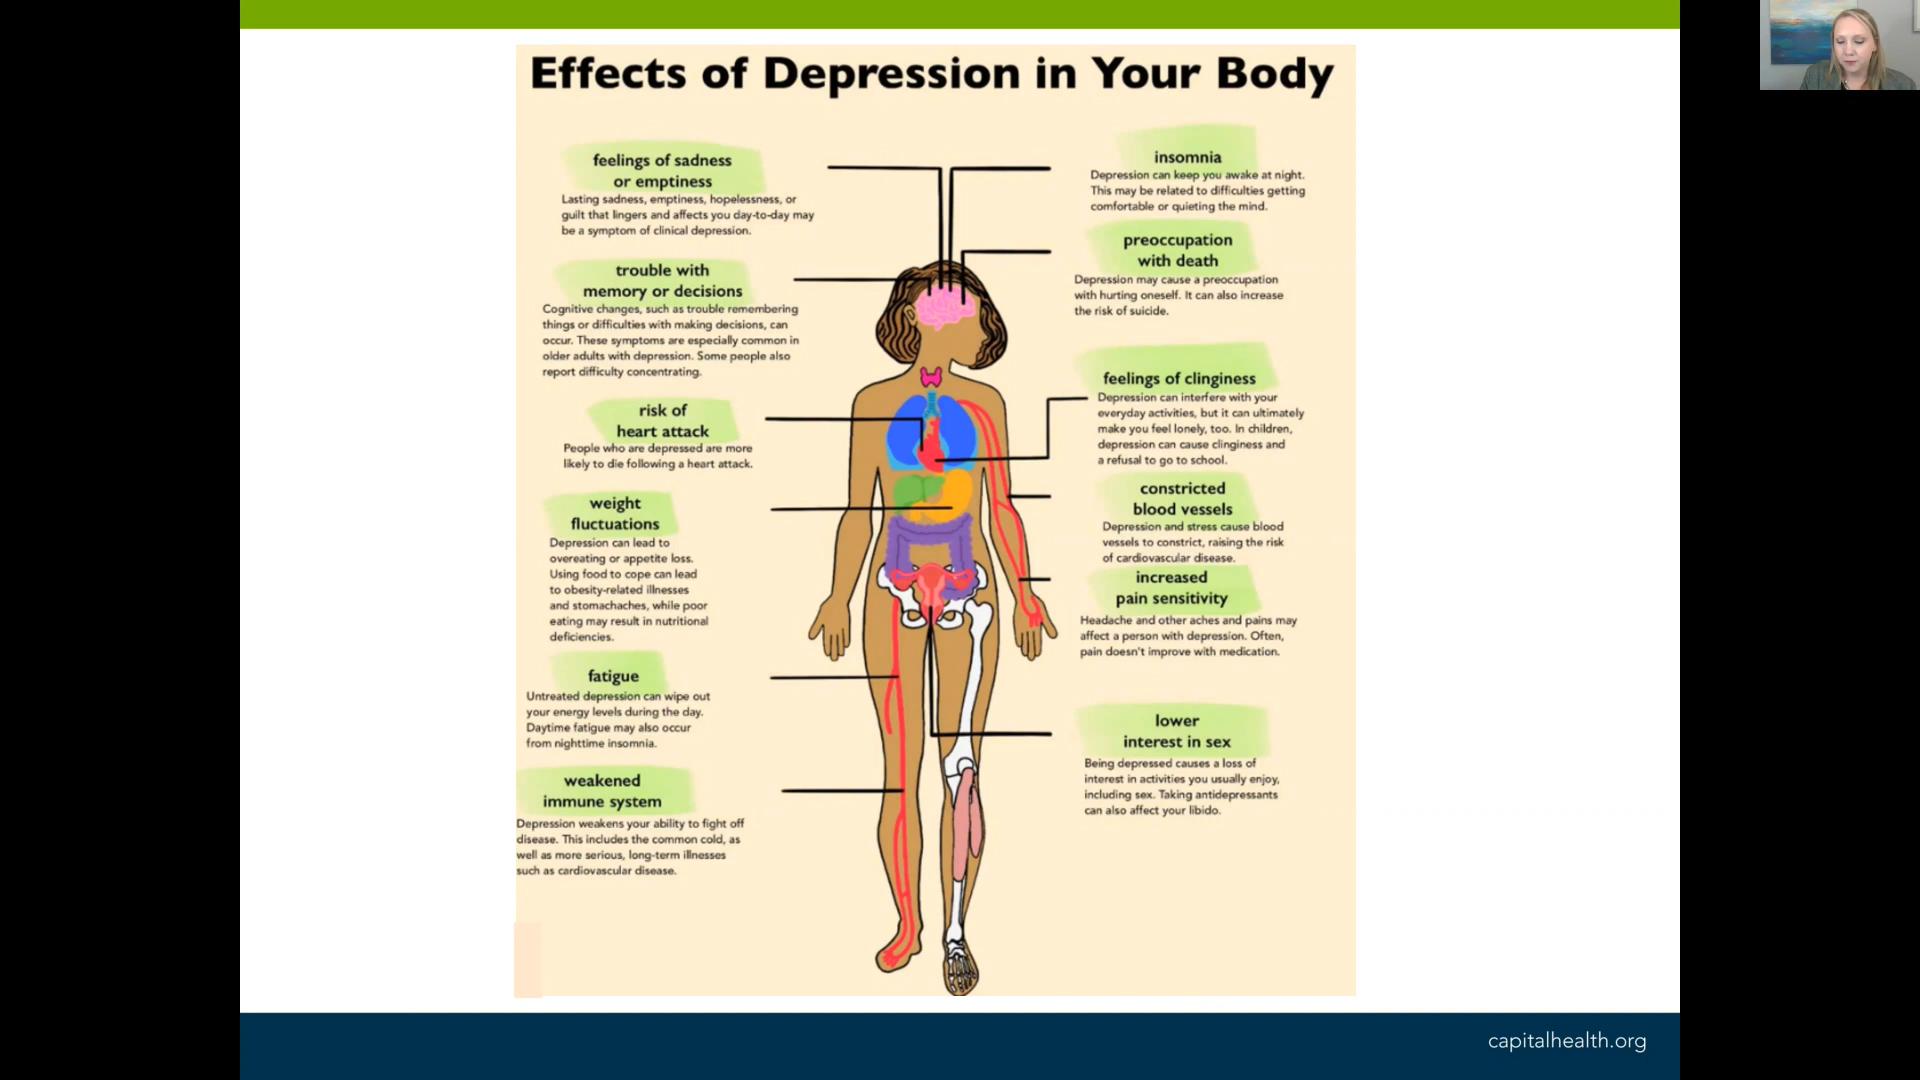 Effects of Depression in Your Body
feelings of sadness
or emptiness
Lasting sadness, emptiness, hopelessness, or
guilt that lingers and affects you day-to-day may
be a symptom of clinical depression.
trouble with
memory or decisions
Cognitive changes, such as trouble remembering
things or difficulties with making decisions, can
occur. These symptoms are especially common in
older adults with depression. Some people also
report difficulty concentrating.
risk of
heart attack
People who are depressed are more
likely to die following a heart attack.
weight
fluctuations
Depression can lead to
overeating or appetite loss.
Using food to cope can lead
to obesity-related illnesses
and stomachaches, while poor
eating may result in nutritional
deficiencies.
fatigue
Untreated depression can wipe out
your energy levels during the day.
Daytime fatigue may also occur
from nighttime insomnia.
weakened
immune system
Depression weakens your ability to fight off
disease. This includes the common cold, as
well as more serious, long-term illnesses
such as cardiovascular disease.
insomnia
Depression can keep you awake at night.
This may be related to difficulties getting
comfortable or quieting the mind.
preoccupation
with death
Depression may cause a preoccupation
with hurting oneself. It can also increase
the risk of suicide.
feelings of clinginess
Depression can interfere with your
everyday activities, but it can ultimately
make you feel lonely, too. In children,
depression can cause clinginess and
a refusal to go to school.
constricted
blood vessels
Depression and stress cause blood
vessels to constrict, raising the risk
of cardiovascular disease.
increased
pain sensitivity
Headache and other aches and pains may
affect a person with depression. Often,
pain doesn't improve with medication.
lower
interest in sex
Being depressed causes a loss of
interest in activities you usually enjoy,
including sex. Taking antidepressants
can also affect your libido.
capitalhealth.org